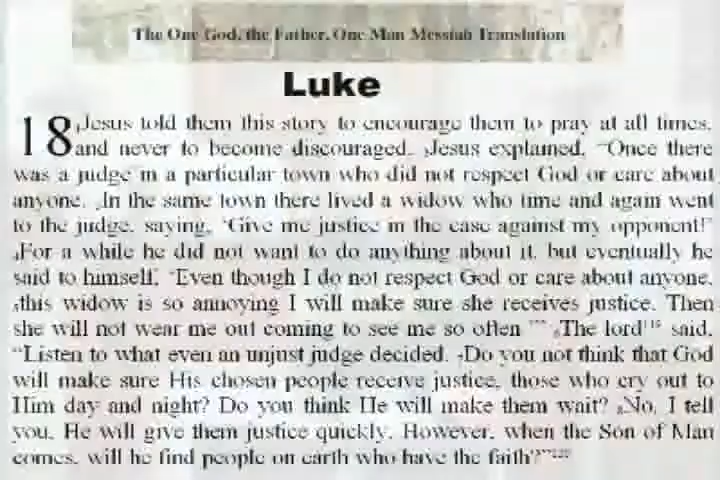 The One God, the Father, One Man Messiah Translation
Luke
18 1Jesus told them this story to encourage them to pray at all times,
and never to become discouraged. 2Jesus explained, “Once there
was a judge in a particular town who did not respect God or care about
anyone. 3In the same town there lived a widow who time and again went
to the judge, saying, ‘Give me justice in the case against my opponent!’
4For a while he did not want to do anything about it, but eventually he
said to himself, ‘Even though I do not respect God or care about anyone,
5this widow is so annoying I will make sure she receives justice. Then
she will not wear me out coming to see me so often.’” 6The lord said,
“Listen to what even an unjust judge decided. 7Do you not think that God
will make sure His chosen people receive justice, those who cry out to
Him day and night? Do you think He will make them wait? 8No, I tell
you, He will give them justice quickly. However, when the Son of Man
comes, will he find people on earth who have the faith?”